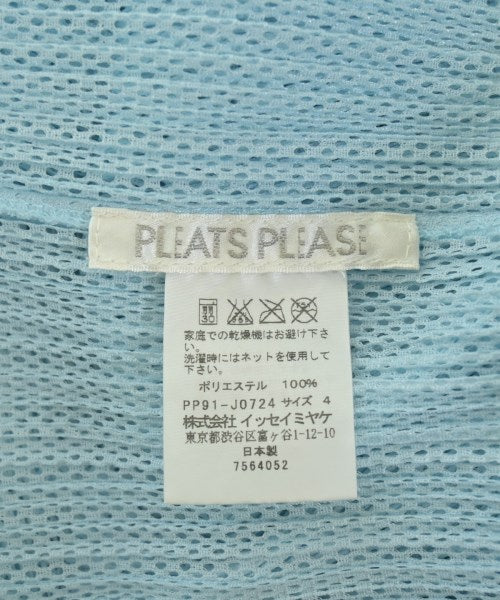 PLEATS PLEASE
30
家庭での乾燥機はお避け下さ
い。
洗濯時にはネットを使用して
下さい。
ポリエステル 100%
PP91-J0724 サイズ 4
株式会社イッセイミヤケ
東京都渋谷区富ヶ谷1-12-10
日本製
7564052